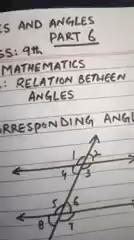 ES AND ANGLES
PART 6
SS: 9th
MATHEMATICS
: RELATION BETWEEN
ANGLES
ORRESPONDING ANGL
1 2
4 3
5 6
8 7